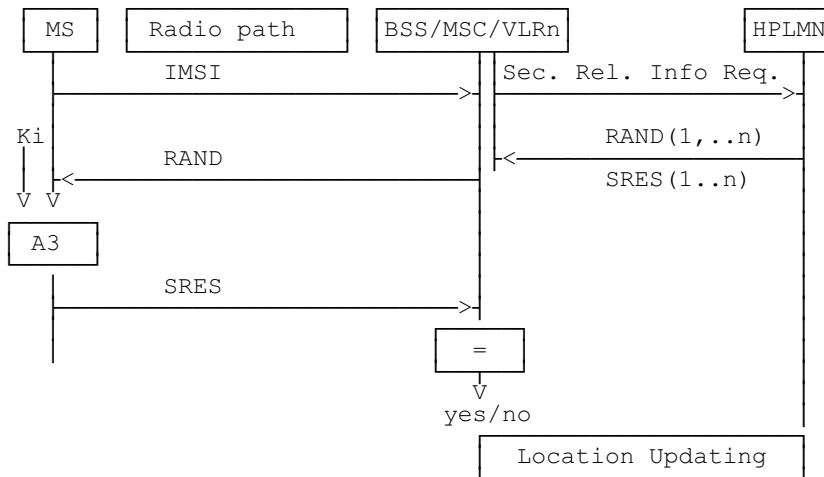 MS Radio path BSS/MSC/VLRn HPLMN
IMSI Sec. Rel. Info Req.
Ki RAND(1,..n)
RAND
SRES(1..n)
V V
A3
SRES
=
V
yes/no
Location Updating